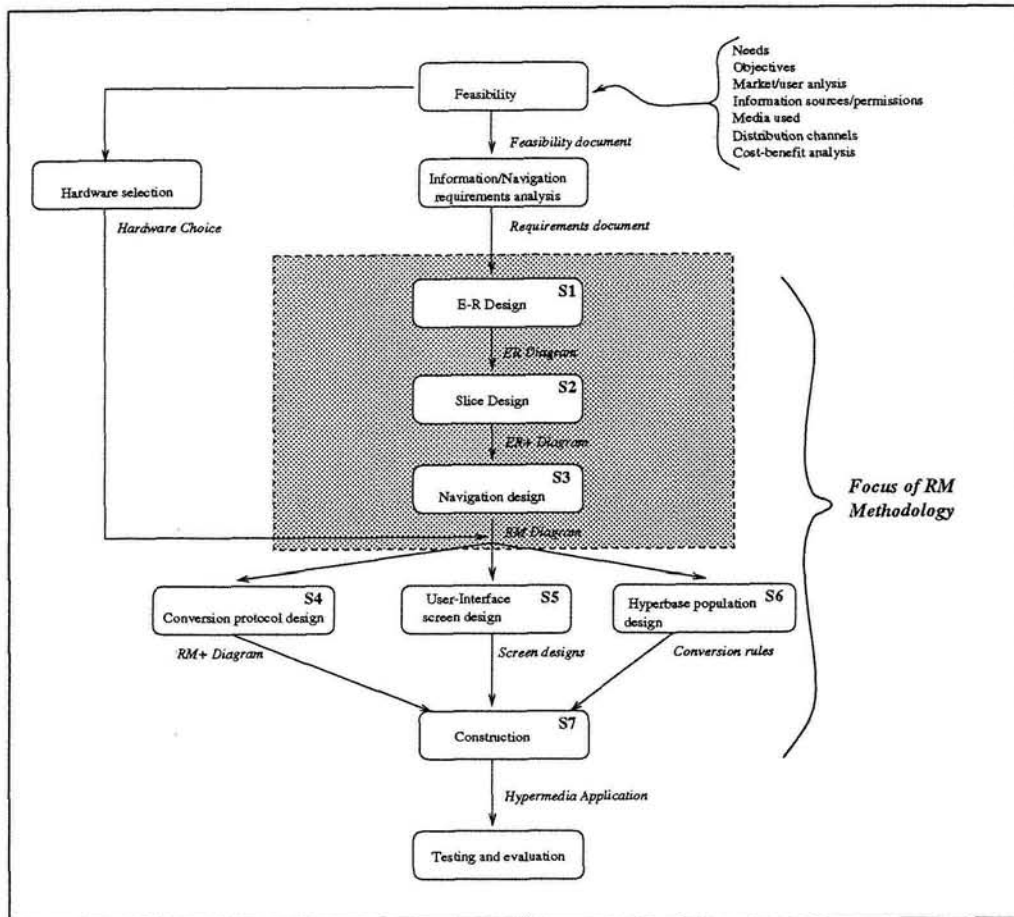 Needs
Objectives
Market/user anlysis
Information sources/permissions
Media used
Distribution channels
Cost-benefit analysis
Feasibility
Feasibility document
Hardware selection
Information/Navigation
requirements analysis
Hardware Choice
Requirements document
S1
E-R Design
ER Diagram
S2
Slice Design
ER+ Diagram
S3
Navigation design
RM Diagram
Focus of RM
Methodology
S4
Conversion protocol design
User-Interface S5
screen design
Hyperbase population S6
design
RM+ Diagram
Screen designs
Conversion rules
S7
Construction
Hypermedia Application
Testing and evaluation